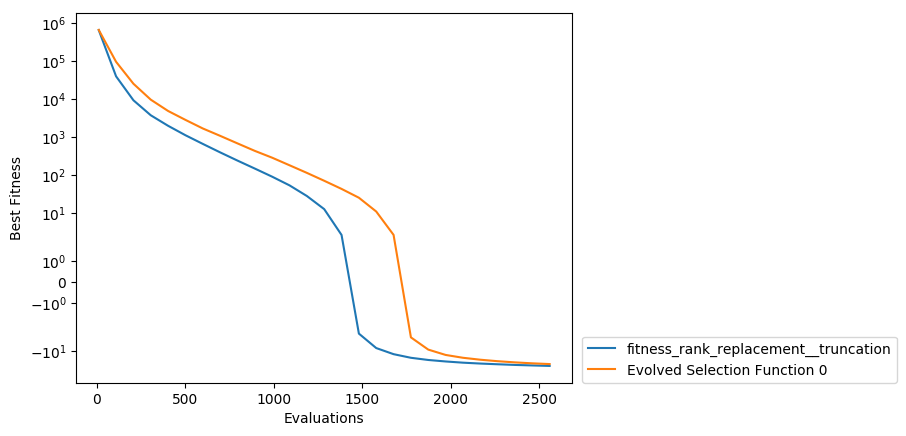 10⁶
10⁵
10⁴
10³
10²
10¹
10⁰
0
−10⁰
−10¹
Best Fitness
0 500 1000 1500 2000 2500
Evaluations
fitness_rank_replacement__truncation
Evolved Selection Function 0